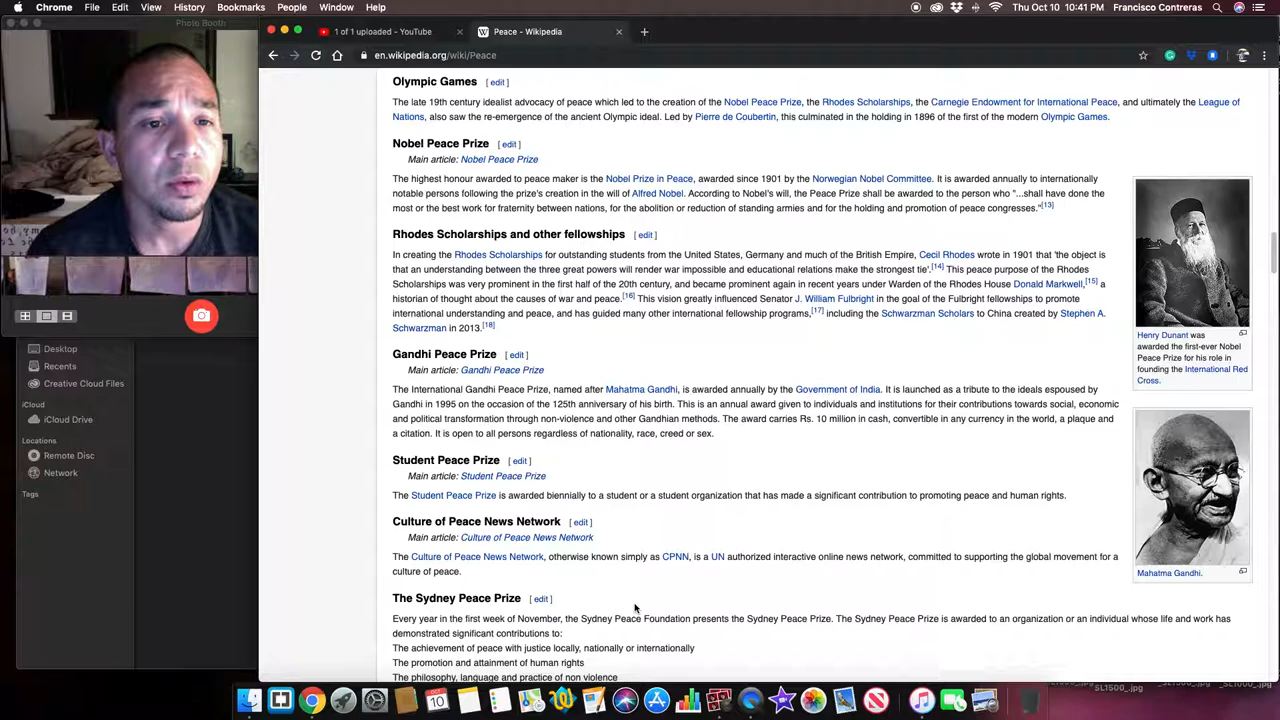 Chrome File Edit View History Bookmarks People Window Help
Thu Oct 10 10:41 PM Francisco Contreras
Photo Booth
1 of 1 uploaded - YouTube
Peace - Wikipedia
en.wikipedia.org/wiki/Peace
Olympic Games [ edit ]
The late 19th century idealist advocacy of peace which led to the creation of the Nobel Peace Prize, the Rhodes Scholarships, the Carnegie Endowment for International Peace, and ultimately the League of
Nations, also saw the re-emergence of the ancient Olympic ideal. Led by Pierre de Coubertin, this culminated in the holding in 1896 of the first of the modern Olympic Games.
Nobel Peace Prize [ edit ]
Main article: Nobel Peace Prize
The highest honour awarded to peace maker is the Nobel Prize in Peace, awarded since 1901 by the Norwegian Nobel Committee. It is awarded annually to internationally
notable persons following the prize's creation in the will of Alfred Nobel. According to Nobel's will, the Peace Prize shall be awarded to the person who "...shall have done the
most or the best work for fraternity between nations, for the abolition or reduction of standing armies and for the holding and promotion of peace congresses."[13]
Rhodes Scholarships and other fellowships [ edit ]
In creating the Rhodes Scholarships for outstanding students from the United States, Germany and much of the British Empire, Cecil Rhodes wrote in 1901 that 'the object is
that an understanding between the three great powers will render war impossible and educational relations make the strongest tie'.[14] This peace purpose of the Rhodes
Scholarships was very prominent in the first half of the 20th century, and became prominent again in recent years under Warden of the Rhodes House Donald Markwell,[15] a
historian of thought about the causes of war and peace.[16] This vision greatly influenced Senator J. William Fulbright in the goal of the Fulbright fellowships to promote
international understanding and peace, and has guided many other international fellowship programs,[17] including the Schwarzman Scholars to China created by Stephen A.
Schwarzman in 2013.[18]
Henry Dunant was
awarded the first-ever Nobel
Peace Prize for his role in
founding the International Red
Cross.
Gandhi Peace Prize [ edit ]
Main article: Gandhi Peace Prize
The International Gandhi Peace Prize, named after Mahatma Gandhi, is awarded annually by the Government of India. It is launched as a tribute to the ideals espoused by
Gandhi in 1995 on the occasion of the 125th anniversary of his birth. This is an annual award given to individuals and institutions for their contributions towards social, economic
and political transformation through non-violence and other Gandhian methods. The award carries Rs. 10 million in cash, convertible in any currency in the world, a plaque and
a citation. It is open to all persons regardless of nationality, race, creed or sex.
Student Peace Prize [ edit ]
Main article: Student Peace Prize
The Student Peace Prize is awarded biennially to a student or a student organization that has made a significant contribution to promoting peace and human rights.
Culture of Peace News Network [ edit ]
Main article: Culture of Peace News Network
The Culture of Peace News Network, otherwise known simply as CPNN, is a UN authorized interactive online news network, committed to supporting the global movement for a
culture of peace.
Mahatma Gandhi.
The Sydney Peace Prize [ edit ]
Every year in the first week of November, the Sydney Peace Foundation presents the Sydney Peace Prize. The Sydney Peace Prize is awarded to an organization or an individual whose life and work has
demonstrated significant contributions to:
The achievement of peace with justice locally, nationally or internationally
The promotion and attainment of human rights
The philosophy, language and practice of non violence
Desktop
Recents
Creative Cloud Files
iCloud
iCloud Drive
Locations
Remote Disc
Network
Tags
10